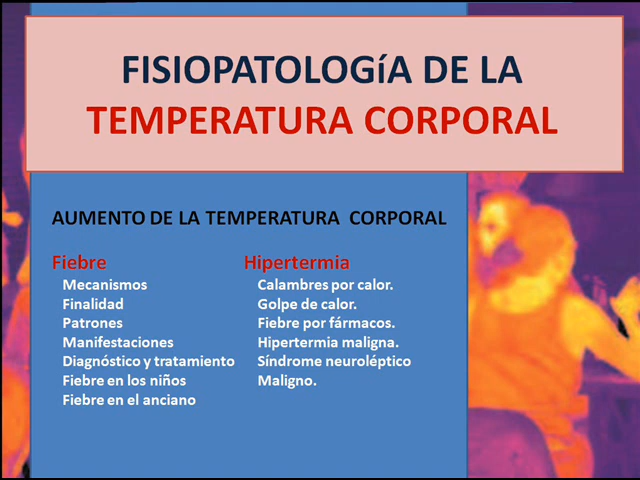 FISIOPATOLOGíA DE LA
TEMPERATURA CORPORAL
AUMENTO DE LA TEMPERATURA CORPORAL
Fiebre
Mecanismos
Finalidad
Patrones
Manifestaciones
Diagnóstico y tratamiento
Fiebre en los niños
Fiebre en el anciano
Hipertermia
Calambres por calor.
Golpe de calor.
Fiebre por fármacos.
Hipertermia maligna.
Síndrome neuroléptico
Maligno.